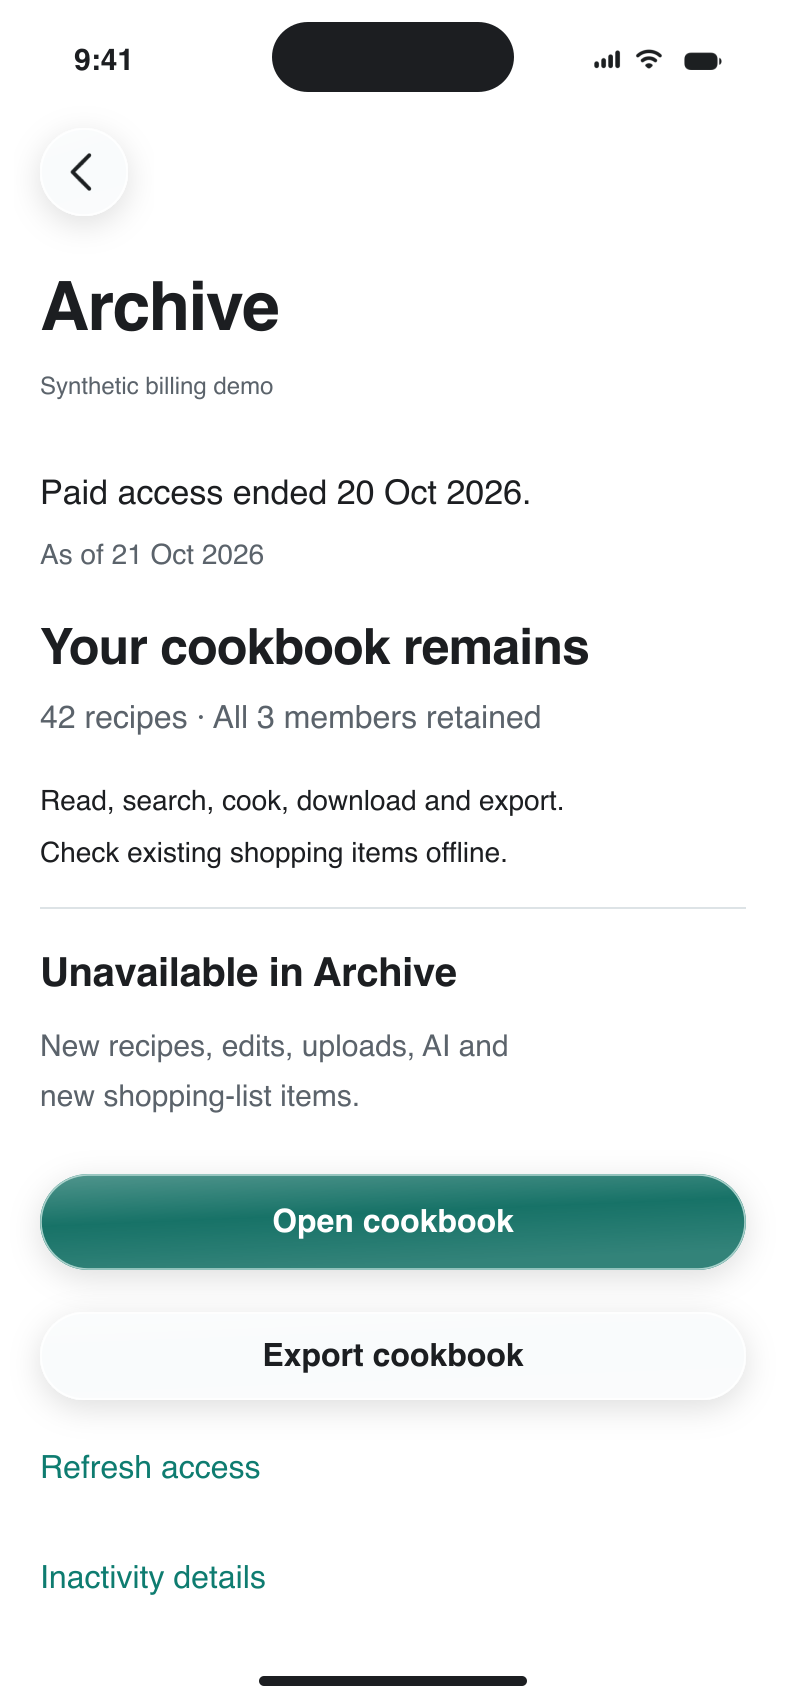 9:41
Archive
Synthetic billing demo
Paid access ended 20 Oct 2026.
As of 21 Oct 2026
Your cookbook remains
42 recipes · All 3 members retained
Read, search, cook, download and export.
Check existing shopping items offline.
Unavailable in Archive
New recipes, edits, uploads, AI and
new shopping-list items.
Open cookbook
Export cookbook
Refresh access
Inactivity details